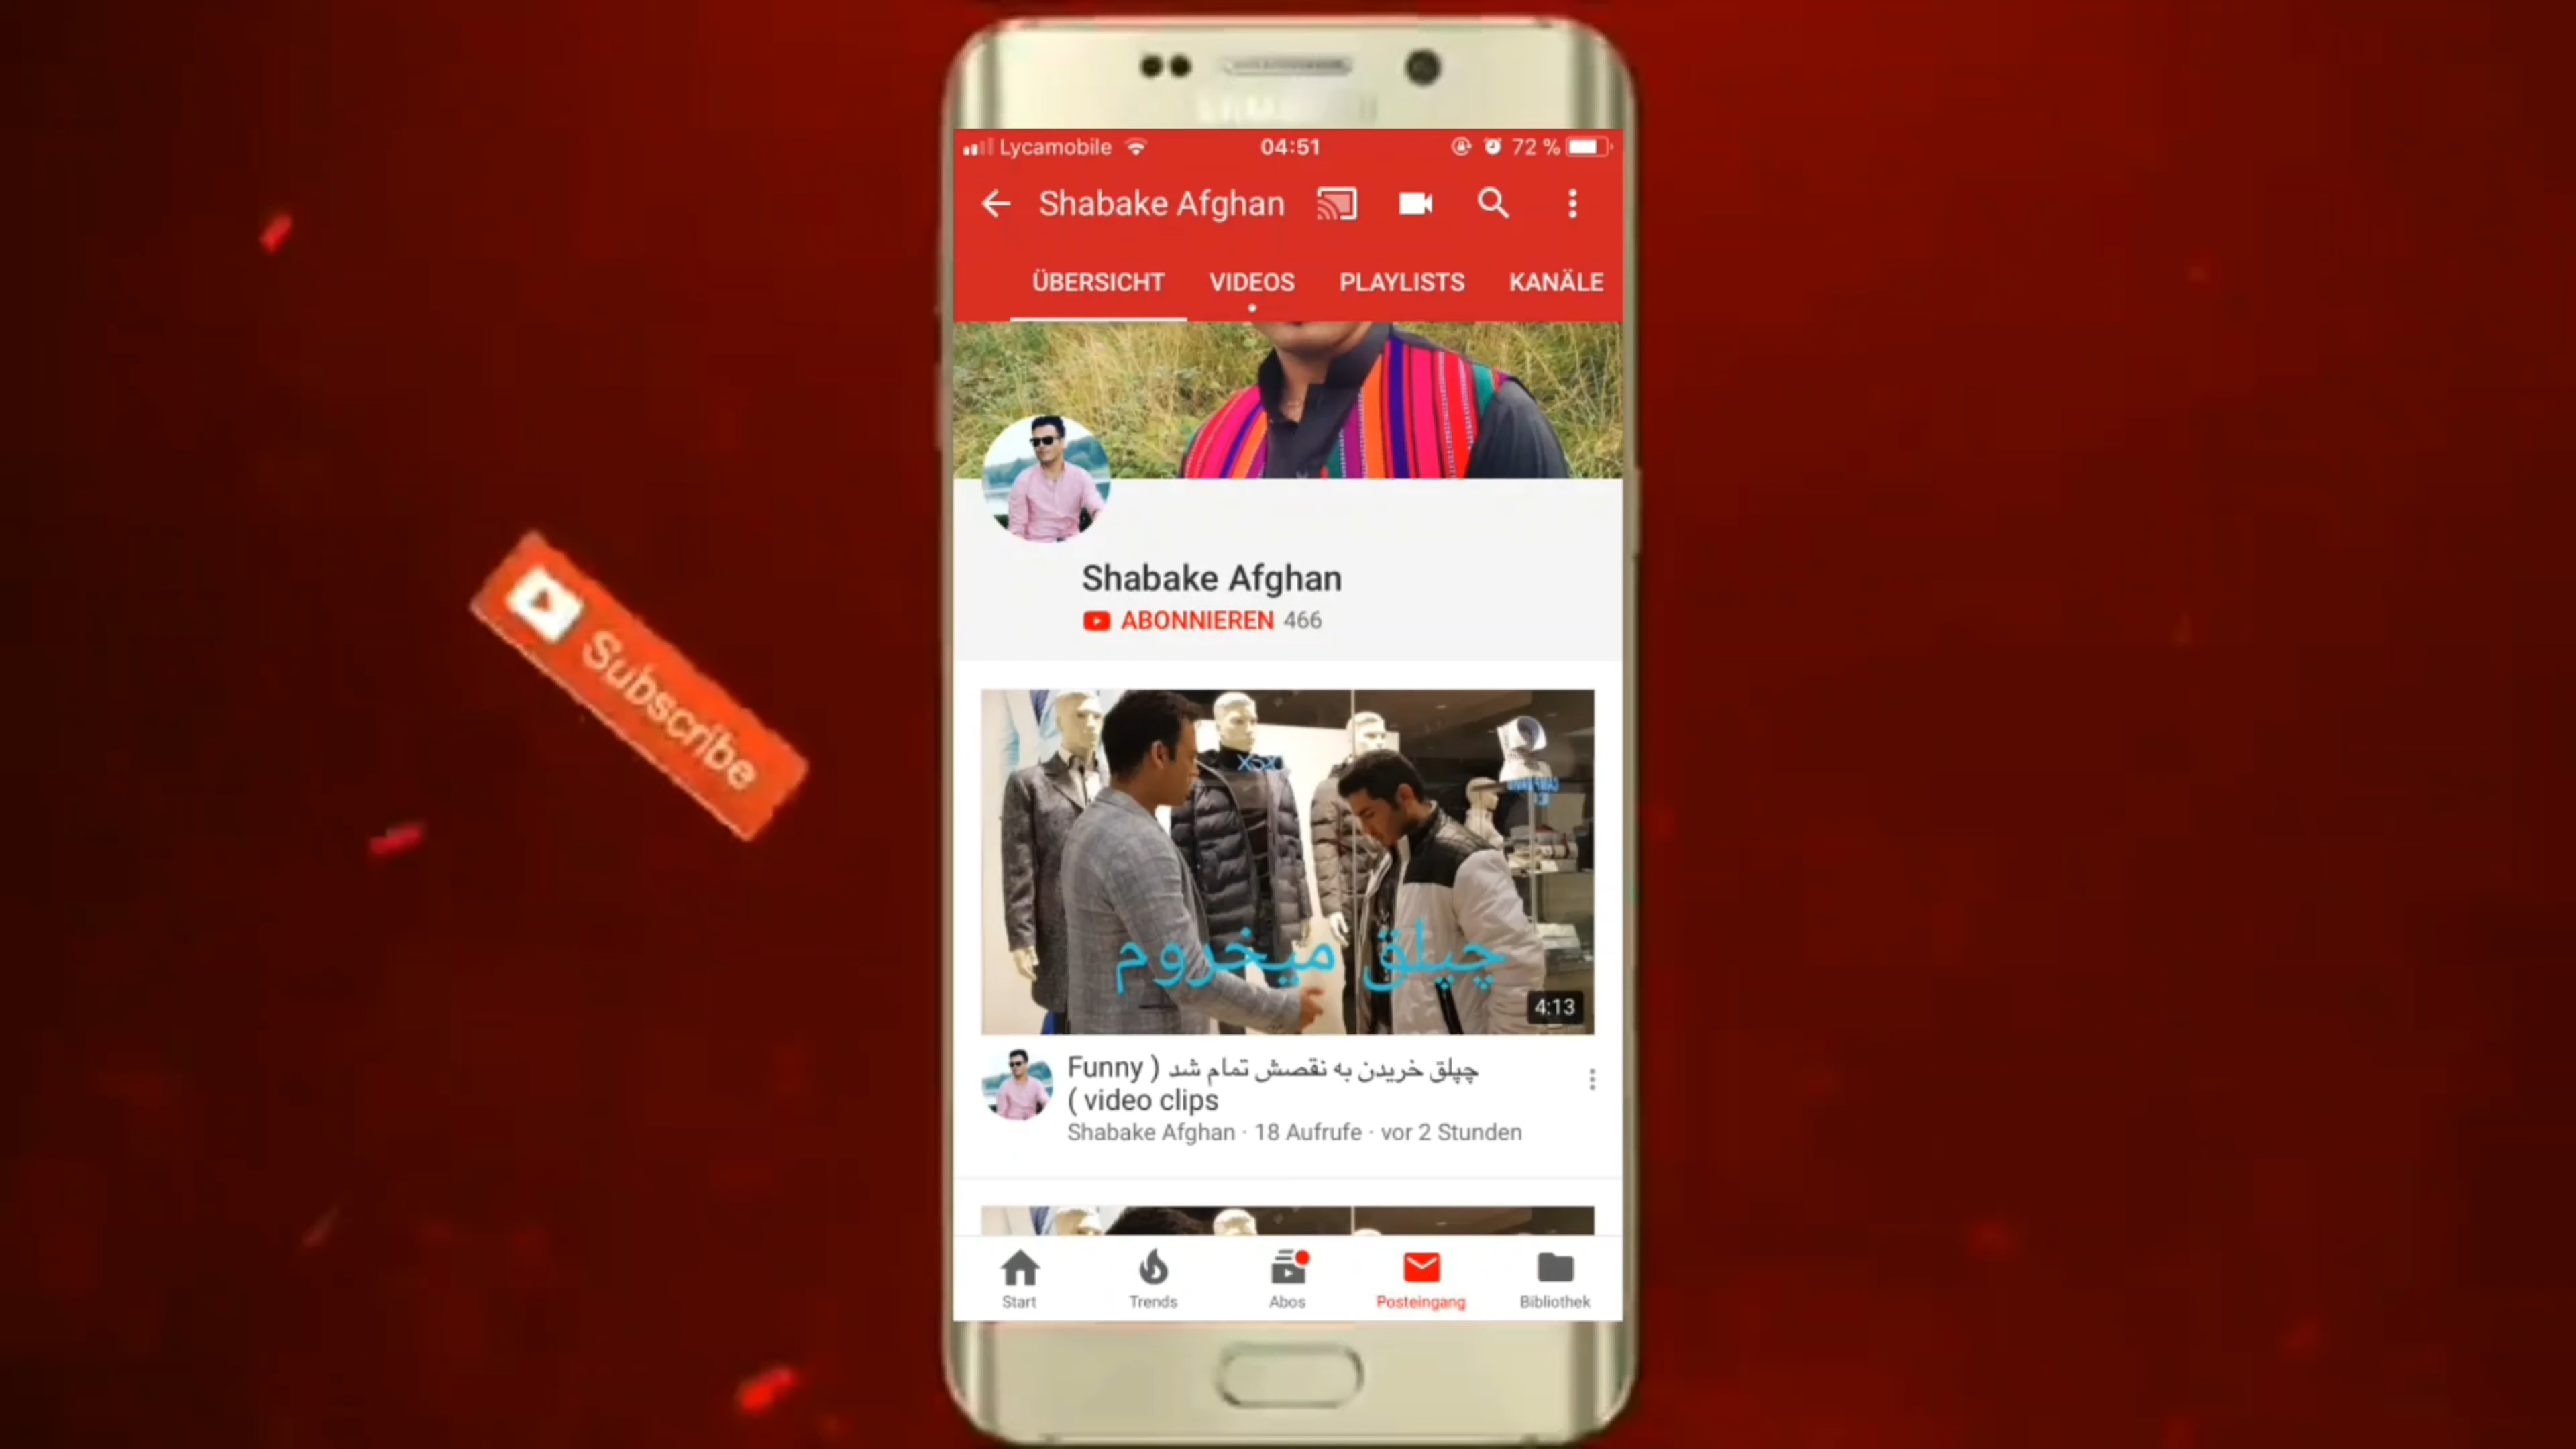 Lycamobile 04:51 72 %
Shabake Afghan
ÜBERSICHT VIDEOS PLAYLISTS KANÄLE
Shabake Afghan
ABONNIEREN 466
Subscribe
چپلق میخروم
4:13
چپلق خریدن به نقصش تمام شد ( Funny
video clips )
Shabake Afghan · 18 Aufrufe · vor 2 Stunden
Start Trends Abos Posteingang Bibliothek